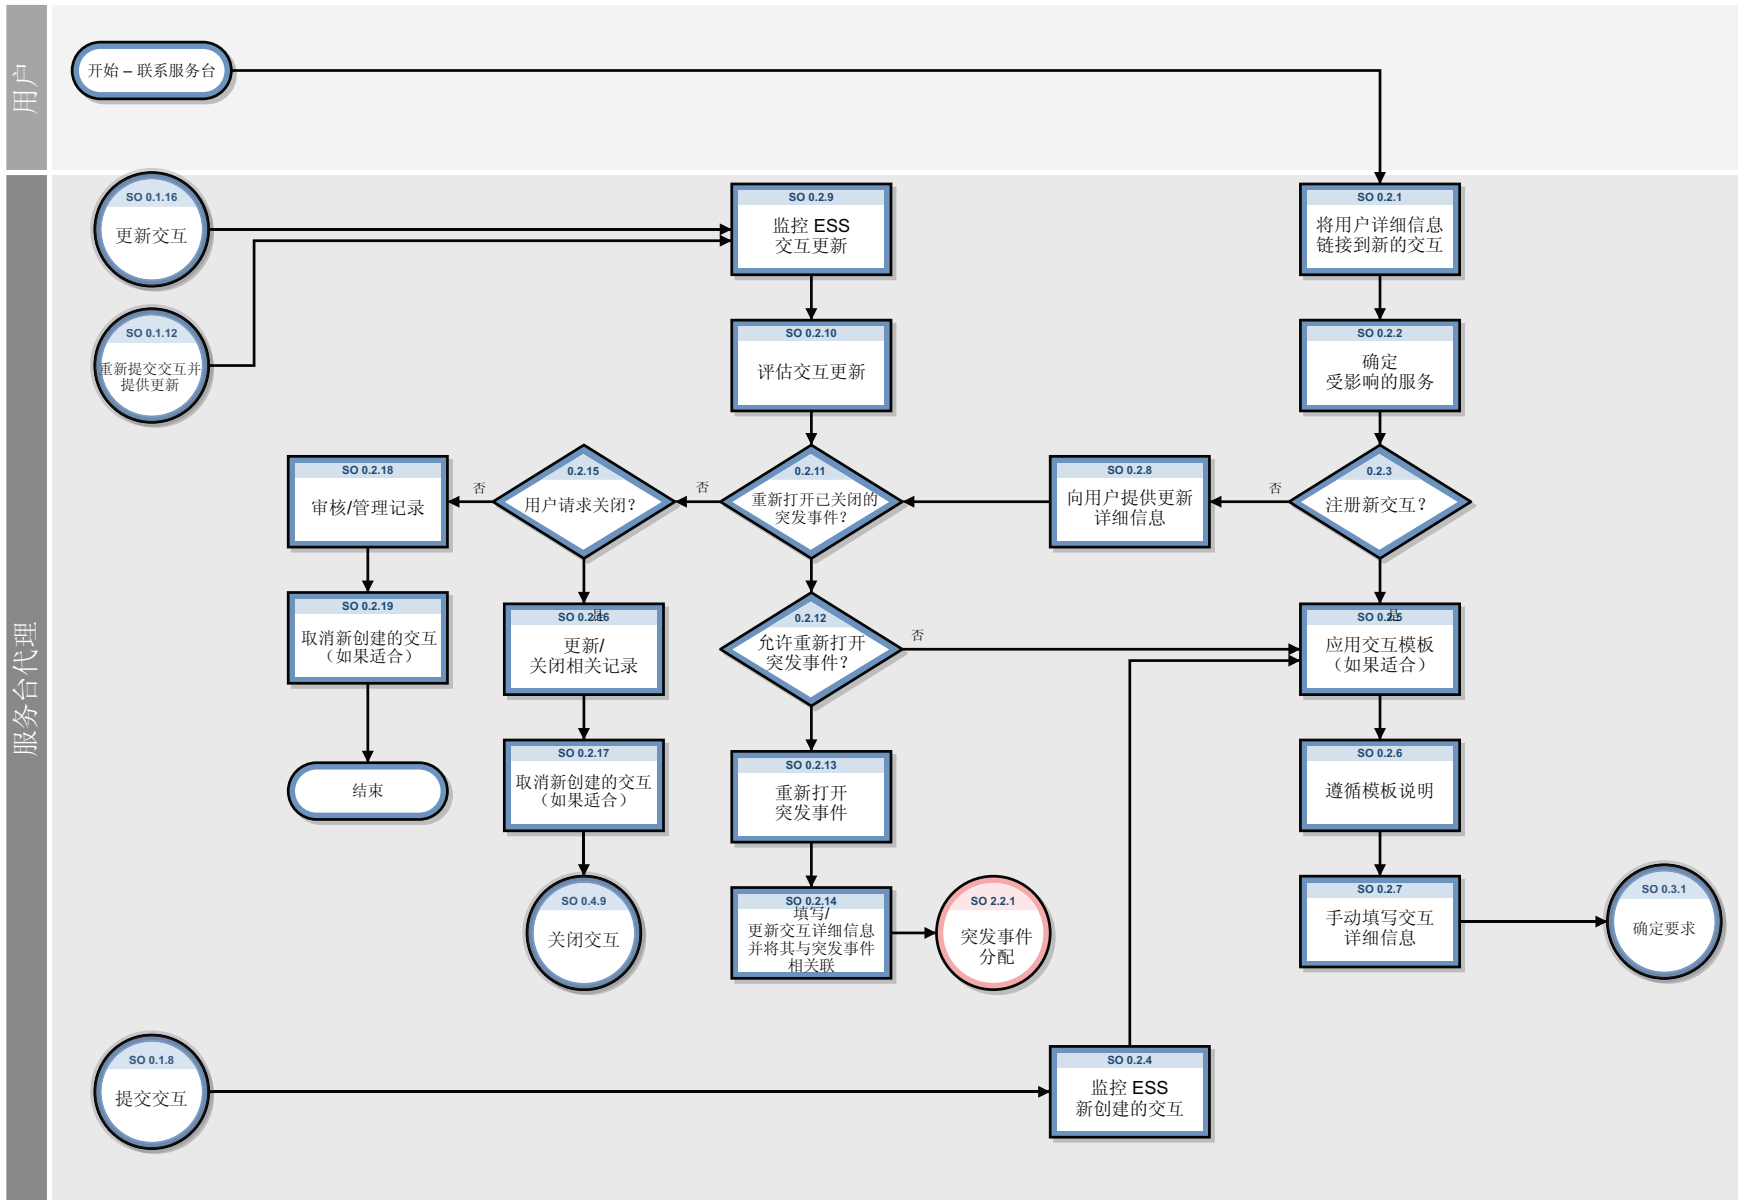 用户
开始 – 联系服务台
服务台代理
SO 0.1.16
更新交互
SO 0.1.12
重新提交交互并
提供更新
SO 0.2.9
监控 ESS
交互更新
SO 0.2.1
将用户详细信息
链接到新的交互
SO 0.2.10
评估交互更新
SO 0.2.2
确定
受影响的服务
SO 0.2.18
审核/管理记录
否
0.2.15
用户请求关闭？
否
0.2.11
重新打开已关闭的
突发事件？
SO 0.2.8
向用户提供更新
详细信息
否
0.2.3
注册新交互？
SO 0.2.19
取消新创建的交互
（如果适合）
是
SO 0.2.16
更新/
关闭相关记录
0.2.12
允许重新打开
突发事件？
否
是
SO 0.2.5
应用交互模板
（如果适合）
结束
SO 0.2.17
取消新创建的交互
（如果适合）
SO 0.2.13
重新打开
突发事件
SO 0.2.6
遵循模板说明
SO 0.4.9
关闭交互
SO 0.2.14
填写/
更新交互详细信息
并将其与突发事件
相关联
SO 2.2.1
突发事件
分配
SO 0.2.7
手动填写交互
详细信息
SO 0.3.1
确定要求
SO 0.1.8
提交交互
SO 0.2.4
监控 ESS
新创建的交互